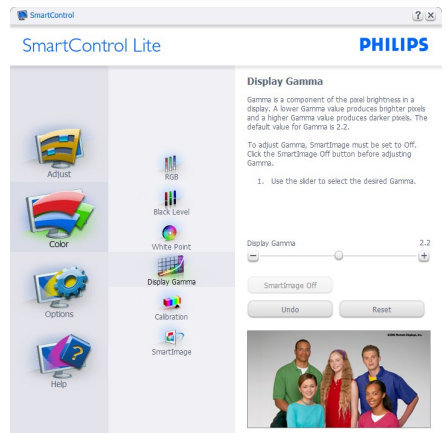 SmartControl
? ×
SmartControl Lite
PHILIPS
Adjust
Color
Options
Help
RGB
Black Level
White Point
Display Gamma
Calibration
SmartImage
Display Gamma
Gamma is a component of the pixel brightness in a
display. A lower Gamma value produces brighter pixels
and a higher Gamma value produces darker pixels. The
default value for Gamma is 2.2.
To adjust Gamma, SmartImage must be set to Off.
Click the SmartImage Off button before adjusting
Gamma.
1. Use the slider to select the desired Gamma.
Display Gamma 2.2
− +
SmartImage Off
Undo Reset